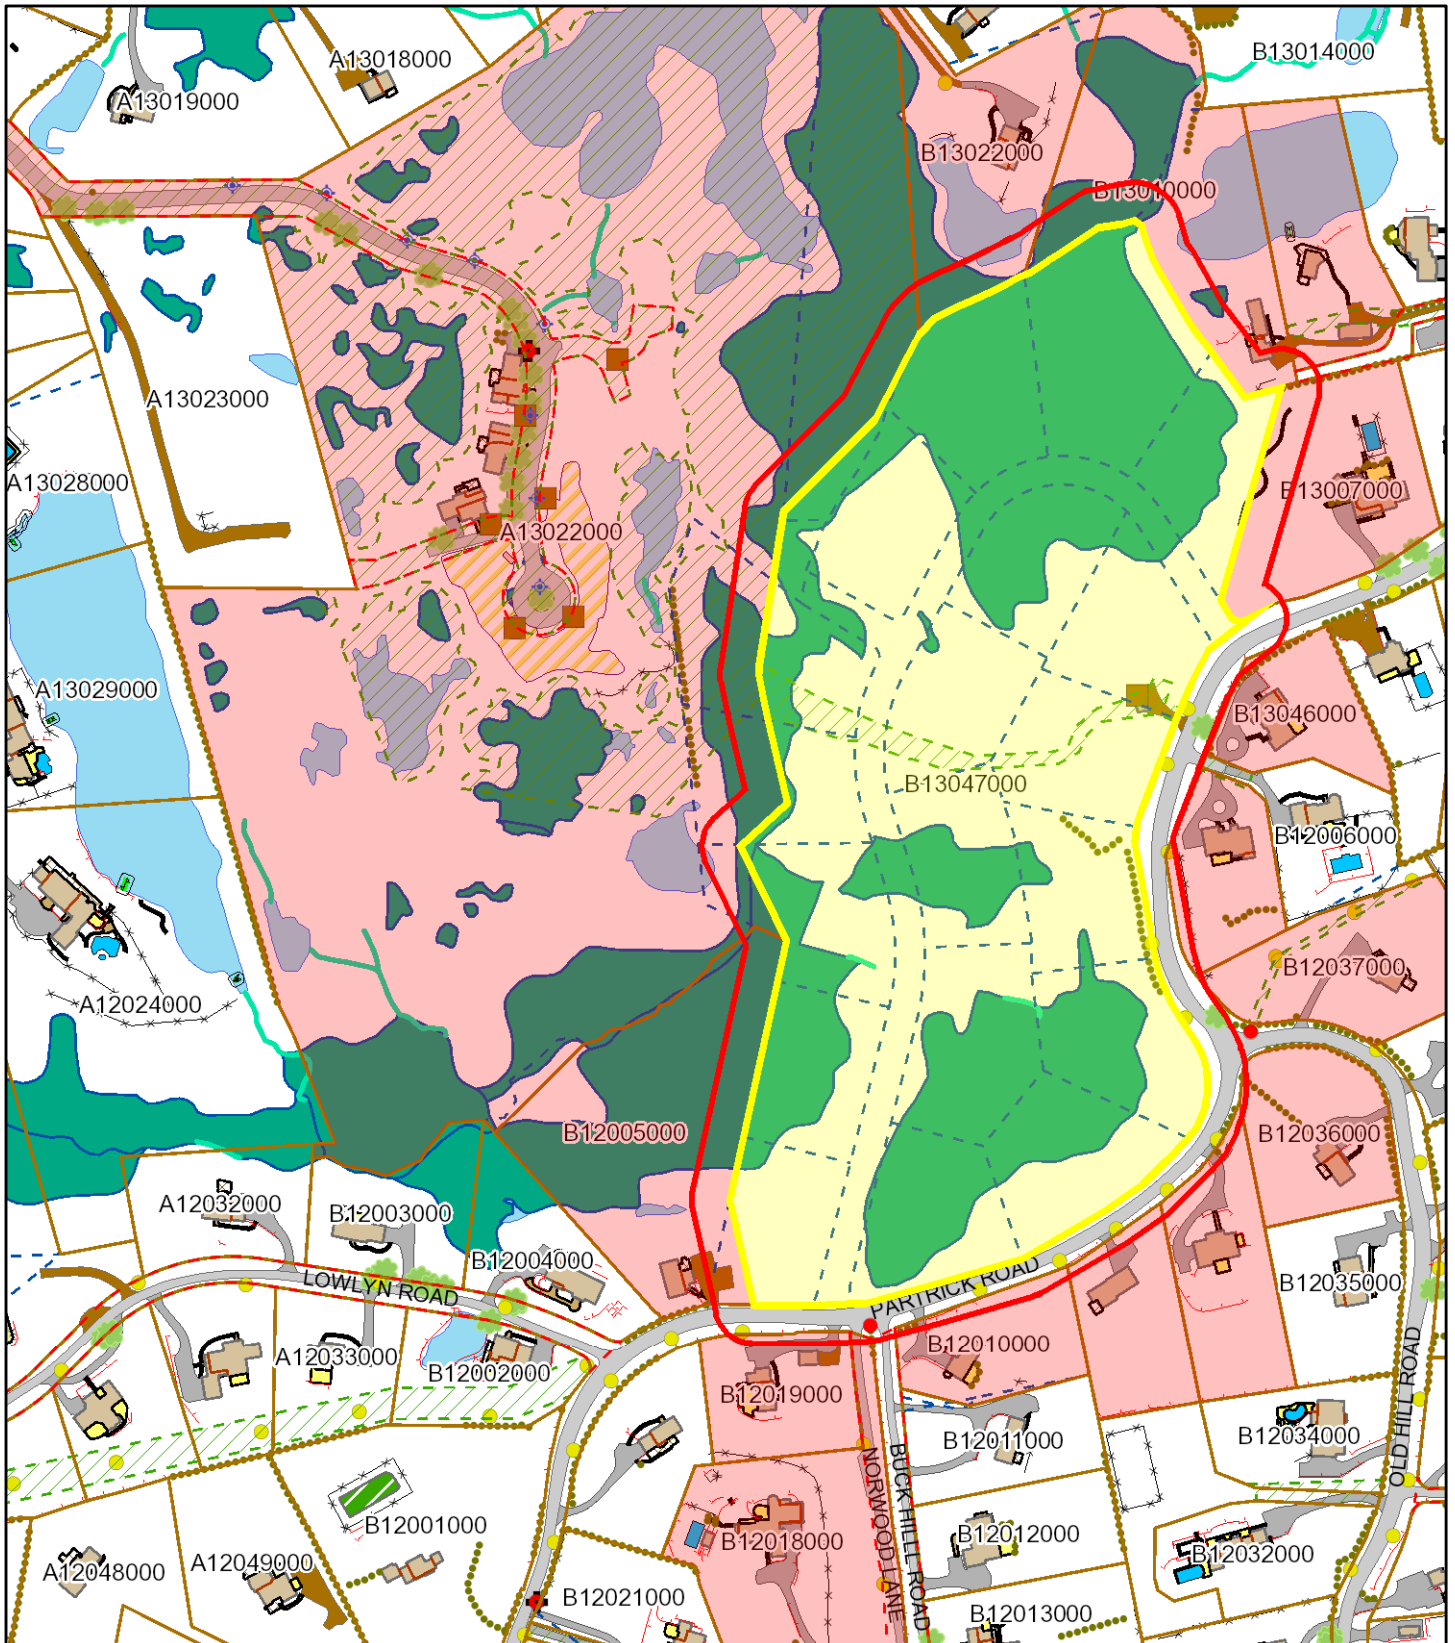 A13018000
B13014000
A13019000
B13022000
B13010000
A13023000
A13028000
B13007000
A13022000
A13029000
B13046000
B13047000
B12006000
B12037000
A12024000
B12005000
B12036000
A12032000
B12003000
B12004000
LOWLYN ROAD
PARTRICK ROAD
B12035000
B12010000
A12033000
B12002000
B12019000
OLD HILL ROAD
B12034000
B12011000
NORWOOD LANE
BUCK HILL ROAD
B12001000
B12012000
B12018000
B12032000
A12049000
A12048000
B12021000
B12013000